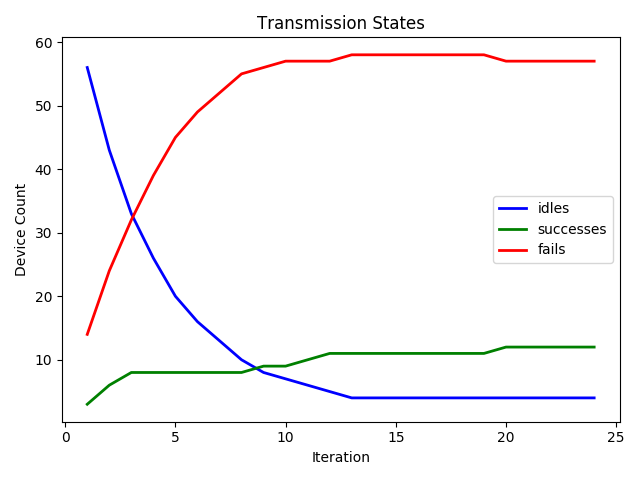 Transmission States
60
50
40
30
20
10
Device Count
idles
successes
fails
0 5 10 15 20 25
Iteration